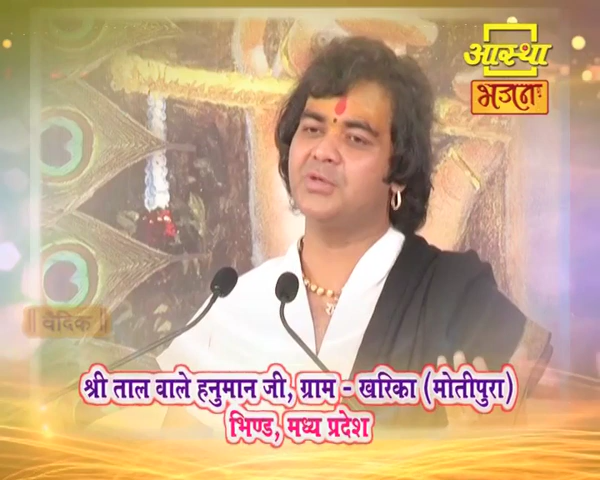 आस्था
भजन
॥ वैदिक ॥
श्री ताल वाले हनुमान जी, ग्राम - खरिका (मोतीपुरा)
भिण्ड, मध्य प्रदेश